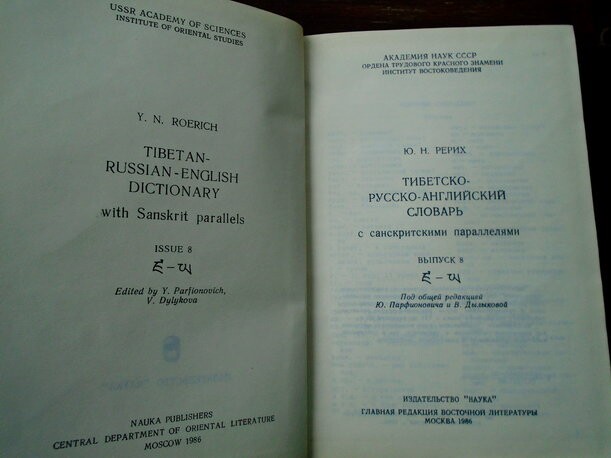 USSR ACADEMY OF SCIENCES
INSTITUTE OF ORIENTAL STUDIES
Y. N. ROERICH
TIBETAN-
RUSSIAN-ENGLISH
DICTIONARY
with Sanskrit parallels
ISSUE 8
ཛ – ཡ
Edited by Y. Parfionovich,
V. Dylykova
NAUKA PUBLISHERS
CENTRAL DEPARTMENT OF ORIENTAL LITERATURE
MOSCOW 1986
АКАДЕМИЯ НАУК СССР
ОРДЕНА ТРУДОВОГО КРАСНОГО ЗНАМЕНИ
ИНСТИТУТ ВОСТОКОВЕДЕНИЯ
Ю. Н. РЕРИХ
ТИБЕТСКО-
РУССКО-АНГЛИЙСКИЙ
СЛОВАРЬ
с санскритскими параллелями
ВЫПУСК 8
ཛ – ཡ
Под общей редакцией
Ю. Парфионовича и В. Дылыковой
ИЗДАТЕЛЬСТВО "НАУКА"
ГЛАВНАЯ РЕДАКЦИЯ ВОСТОЧНОЙ ЛИТЕРАТУРЫ
МОСКВА 1986